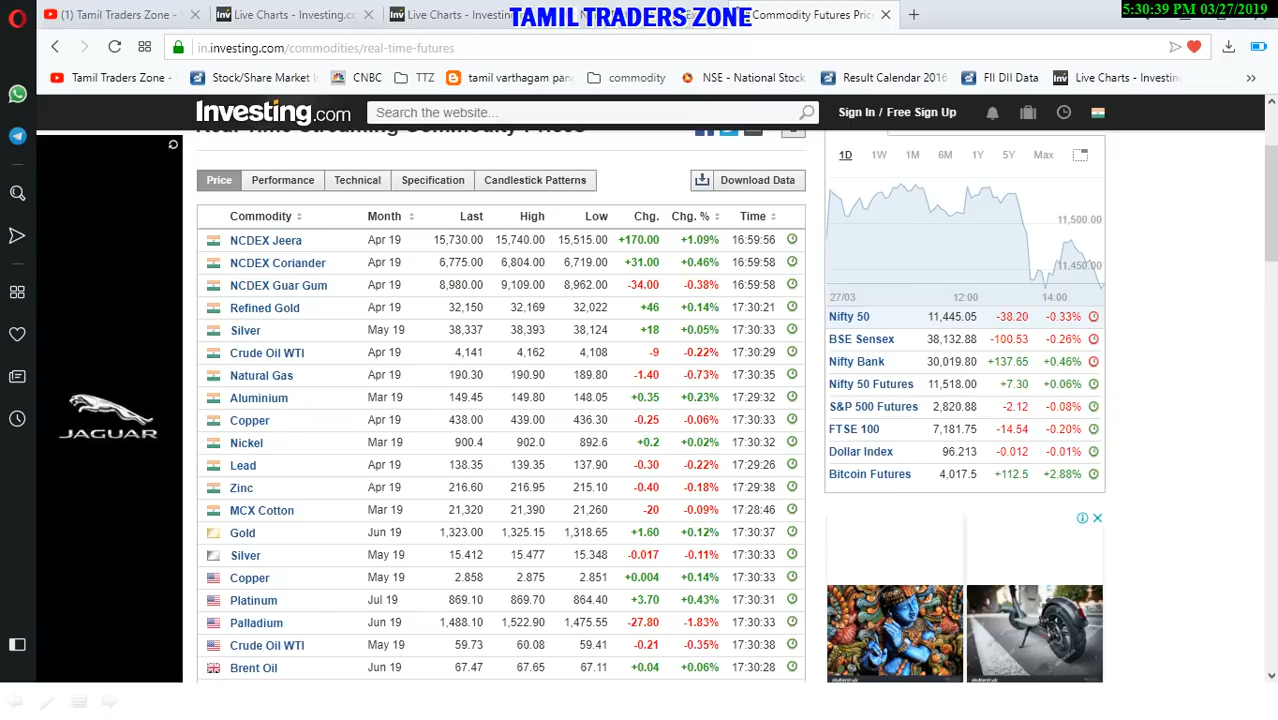 (1) Tamil Traders Zone
Live Charts - Investing.co
Live Charts - Investing.
TAMIL TRADERS ZONE
Commodity Futures Pric
5:30:39 PM 03/27/2019
in.investing.com/commodities/real-time-futures
Tamil Traders Zone -
Stock/Share Market
CNBC
TTZ
tamil varthagam pan
commodity
NSE - National Stock
Result Calendar 2016
FII DII Data
Live Charts - Investin
Investing.com
Search the website...
Sign In / Free Sign Up
Real Time Streaming Commodity Prices
Price Performance Technical Specification Candlestick Patterns Download Data
Month Last High Low Chg. Chg. % Time
NCDEX Jeera Apr 19 15,730.00 15,740.00 15,515.00 +170.00 +1.09% 16:59:56
NCDEX Coriander Apr 19 6,775.00 6,804.00 6,719.00 +31.00 +0.46% 16:59:58
NCDEX Guar Gum Apr 19 8,980.00 9,109.00 8,962.00 -34.00 -0.38% 16:59:58
Refined Gold Apr 19 32,150 32,169 32,022 +46 +0.14% 17:30:21
Silver May 19 38,337 38,393 38,124 +18 +0.05% 17:30:33
Crude Oil WTI Apr 19 4,141 4,162 4,108 -9 -0.22% 17:30:29
Natural Gas Apr 19 190.30 190.90 189.80 -1.40 -0.73% 17:30:35
Aluminium Mar 19 149.80 148.05 +0.35 +0.23% 17:29:32
Copper Apr 19 438.00 439.00 436.30 -0.25 -0.06% 17:30:33
Nickel Mar 19 900.4 902.0 892.6 +0.2 +0.02% 17:30:32
Lead Apr 19 139.35 137.90 -0.30 -0.22% 17:29:26
Zinc Apr 19 216.60 216.95 215.10 -0.40 -0.18% 17:29:38
MCX Cotton Mar 19 21,320 21,390 21,260 -20 -0.09% 17:28:46
Gold Jun 19 1,325.15 1,318.65 +1.60 +0.12% 17:30:37
Silver May 19 15.412 15.477 15.348 -0.017 -0.11% 17:30:33
Copper May 19 2.875 2.851 +0.004 +0.14% 17:30:33
Platinum Jul 19 869.10 869.70 864.40 +3.70 +0.43% 17:30:31
Palladium Jun 19 1,522.90 1,475.55 -27.80 -1.83% 17:30:33
Crude Oil WTI May 19 59.73 60.08 59.41 -0.21 -0.35% 17:30:33
Brent Oil Jun 19 67.47 67.65 67.11 +0.04 +0.06% 17:30:28
JAGUAR
1D 1W 1M 6M 1Y 5Y Max
11,500.00
11,450.00
27/03 12:00 14:00
Nifty 50 11,445.05 -38.20 -0.33%
BSE Sensex 38,132.88 -100.53 -0.26%
Nifty Bank 30,019.80 +137.65 +0.46%
Nifty 50 Futures 11,518.00 +7.30 +0.06%
S&P 500 Futures 2,820.88 -2.12 -0.08%
FTSE 100 7,181.75 -14.54 -0.20%
Dollar Index 96.213 -0.012 -0.01%
Bitcoin Futures 4,017.5 +112.5 +2.88%